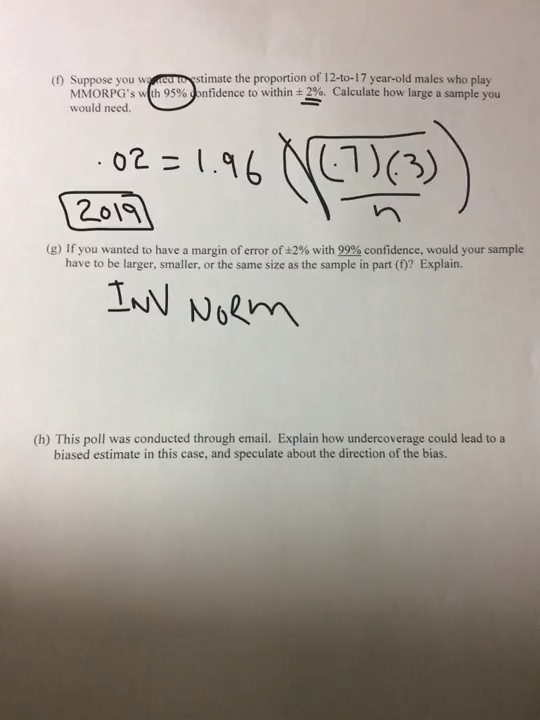 (f) Suppose you wanted to estimate the proportion of 12-to-17 year-old males who play
MMORPG's with 95% confidence to within ± 2%. Calculate how large a sample you
would need.
.02 = 1.96 (√(.7)(.3)/n)
2019
(g) If you wanted to have a margin of error of ±2% with 99% confidence, would your sample
have to be larger, smaller, or the same size as the sample in part (f)? Explain.
INV NORM
(h) This poll was conducted through email. Explain how undercoverage could lead to a
biased estimate in this case, and speculate about the direction of the bias.